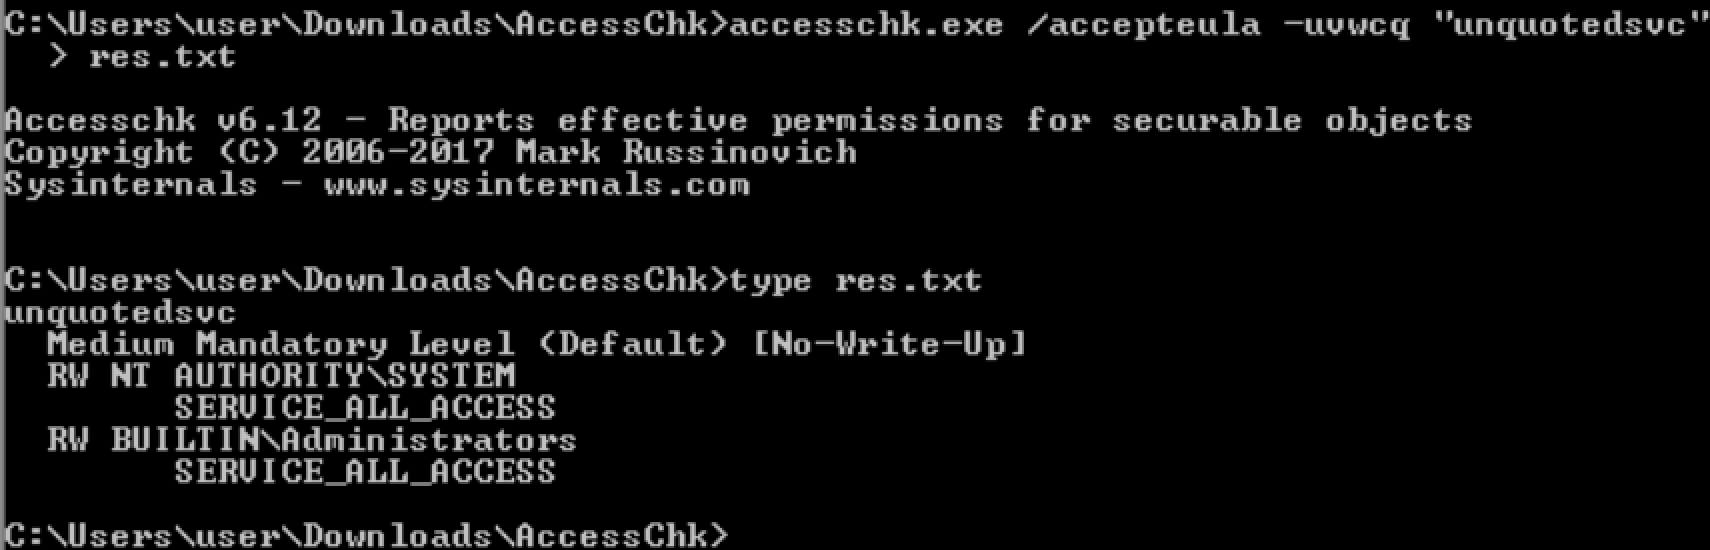 C:\Users\user\Downloads\AccessChk>accesschk.exe /accepteula -uvwcq "unquotedsvc"
  > res.txt
Accesschk v6.12 - Reports effective permissions for securable objects
Copyright (C) 2006-2017 Mark Russinovich
Sysinternals - www.sysinternals.com
C:\Users\user\Downloads\AccessChk>type res.txt
unquotedsvc
  Medium Mandatory Level (Default) [No-Write-Up]
  RW NT AUTHORITY\SYSTEM
        SERVICE_ALL_ACCESS
  RW BUILTIN\Administrators
        SERVICE_ALL_ACCESS
C:\Users\user\Downloads\AccessChk>